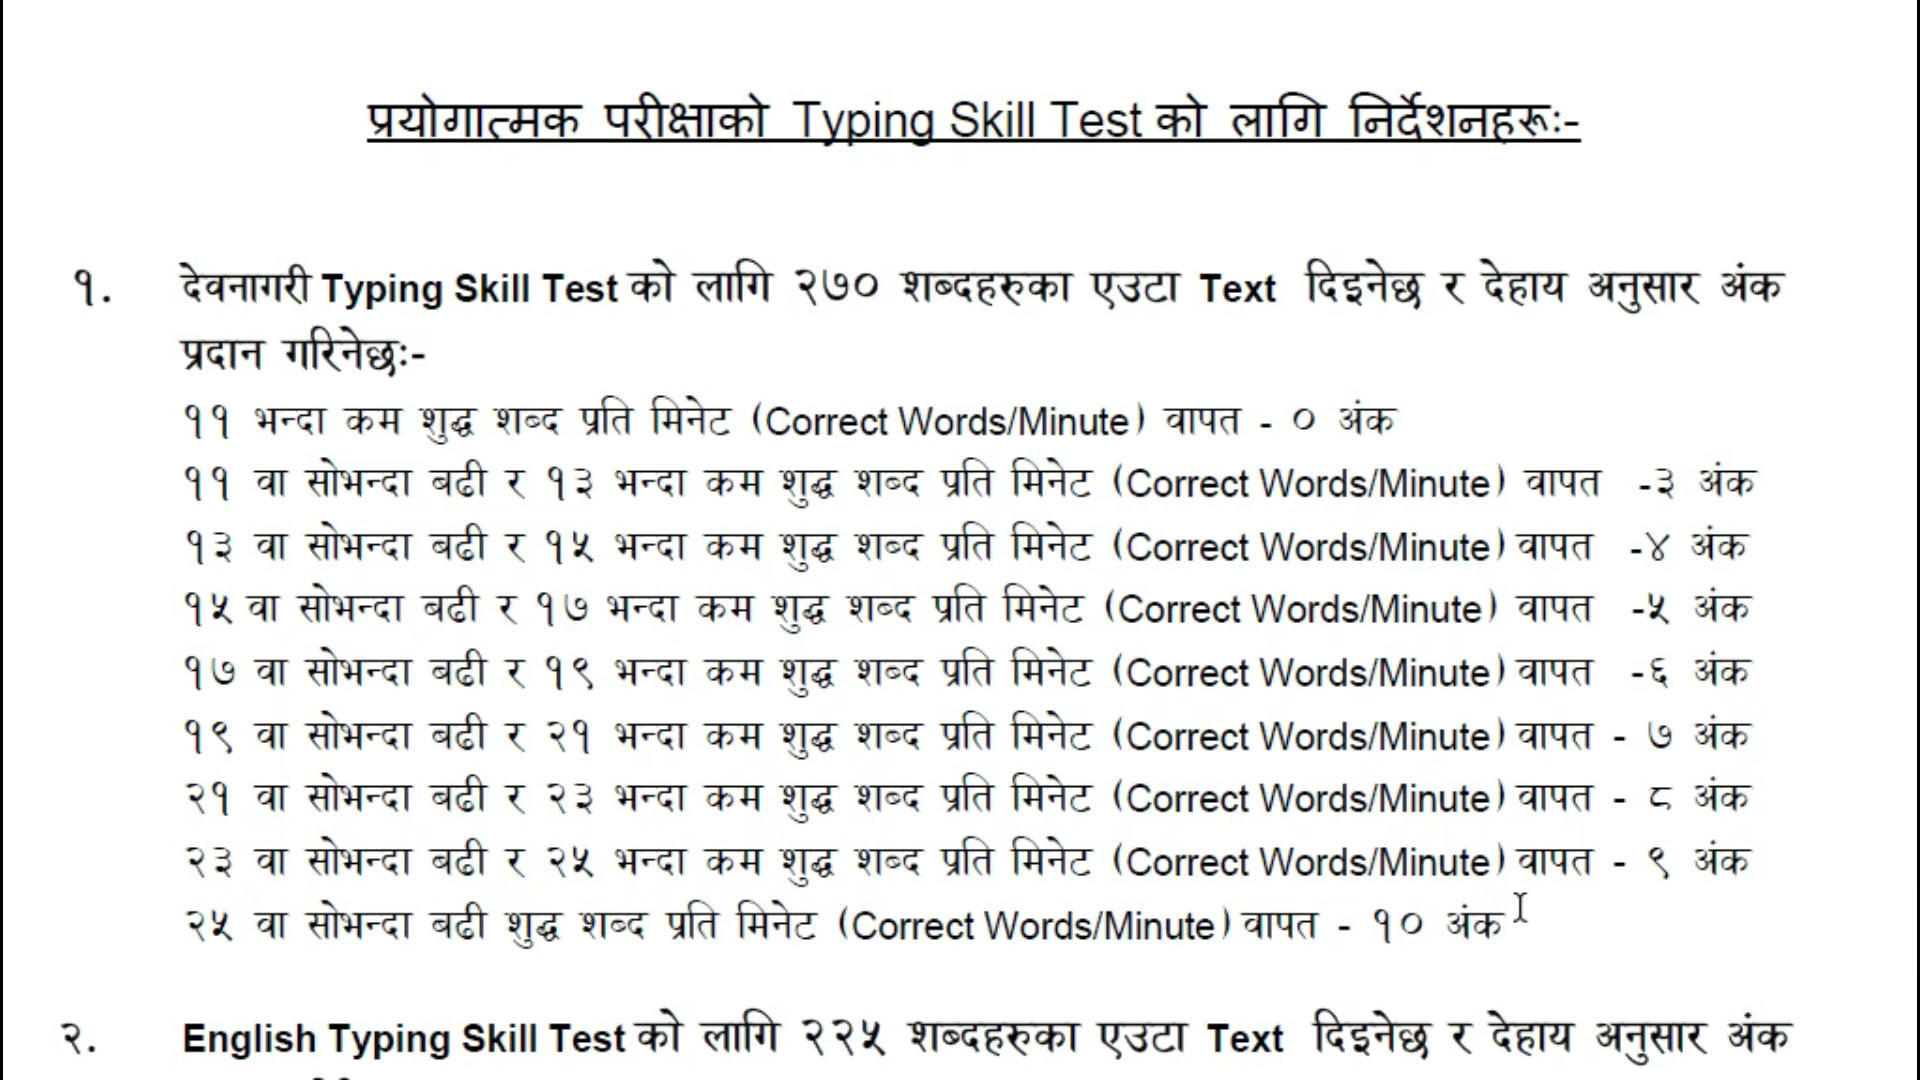 प्रयोगात्मक परीक्षाको Typing Skill Test को लागि निर्देशनहरूः-
१. देवनागरी Typing Skill Test को लागि २७० शब्दहरुका एउटा Text दिइनेछ र देहाय अनुसार अंक
प्रदान गरिनेछः-
११ भन्दा कम शुद्ध शब्द प्रति मिनेट (Correct Words/Minute) वापत - ० अंक
११ वा सोभन्दा बढी र १३ भन्दा कम शुद्ध शब्द प्रति मिनेट (Correct Words/Minute) वापत -३ अंक
१३ वा सोभन्दा बढी र १५ भन्दा कम शुद्ध शब्द प्रति मिनेट (Correct Words/Minute) वापत -४ अंक
१५ वा सोभन्दा बढी र १७ भन्दा कम शुद्ध शब्द प्रति मिनेट (Correct Words/Minute) वापत -५ अंक
१७ वा सोभन्दा बढी र १९ भन्दा कम शुद्ध शब्द प्रति मिनेट (Correct Words/Minute) वापत -६ अंक
१९ वा सोभन्दा बढी र २१ भन्दा कम शुद्ध शब्द प्रति मिनेट (Correct Words/Minute) वापत - ७ अंक
२१ वा सोभन्दा बढी र २३ भन्दा कम शुद्ध शब्द प्रति मिनेट (Correct Words/Minute) वापत - ८ अंक
२३ वा सोभन्दा बढी र २५ भन्दा कम शुद्ध शब्द प्रति मिनेट (Correct Words/Minute) वापत - ९ अंक
२५ वा सोभन्दा बढी शुद्ध शब्द प्रति मिनेट (Correct Words/Minute) वापत - १० अंक
२. English Typing Skill Test को लागि २२५ शब्दहरुका एउटा Text दिइनेछ र देहाय अनुसार अंक